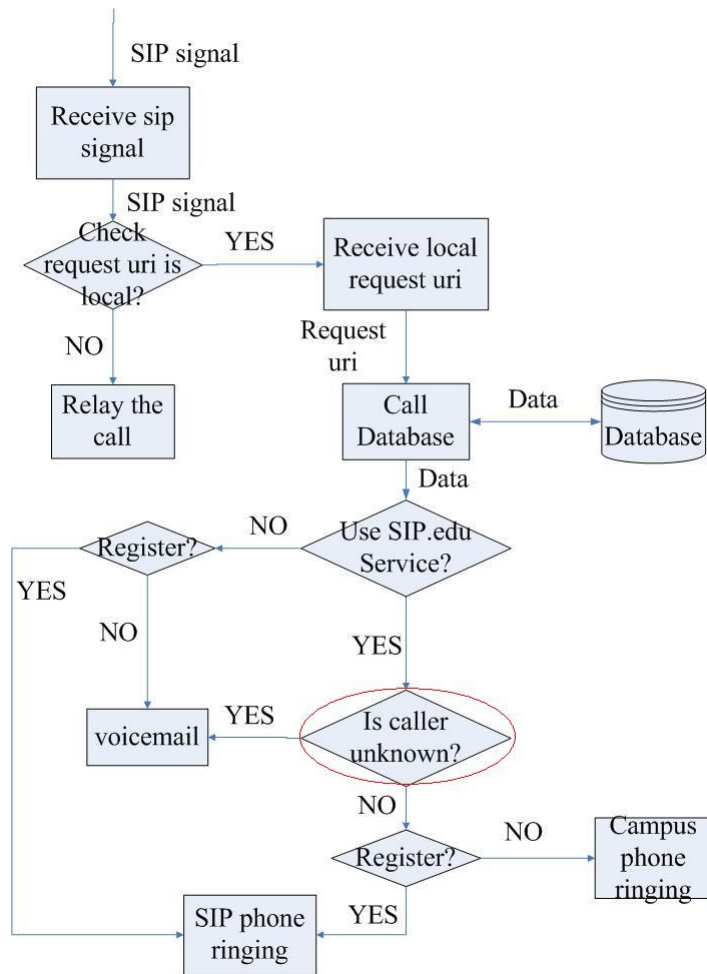 SIP signal
Receive sip
signal
SIP signal
Check
request uri is
local?
YES
Receive local
request uri
NO
Request
uri
Relay the
call
Call
Database
Data
Database
Data
NO
Use SIP.edu
Service?
Register?
YES
NO
YES
voicemail
YES
Is caller
unknown?
NO
Register?
NO
Campus
phone
ringing
SIP phone
ringing
YES